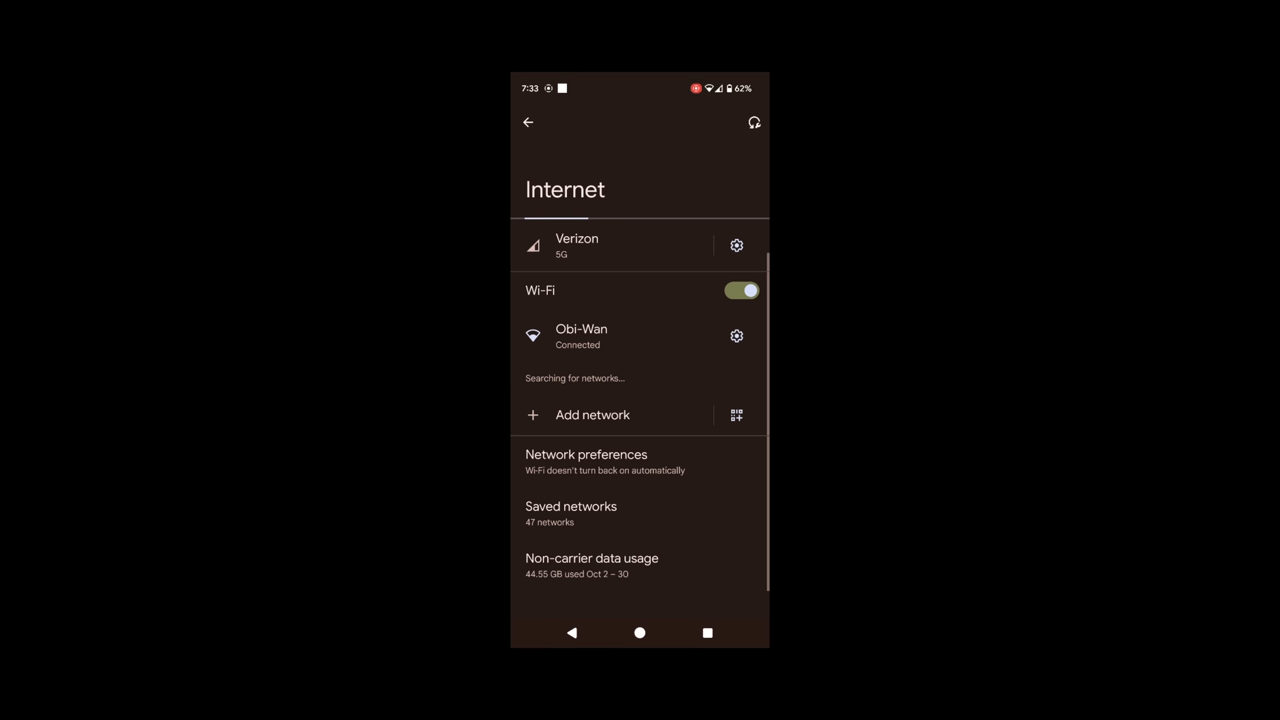 7:33 62%
Internet
Verizon
5G
Wi-Fi
Obi-Wan
Connected
Searching for networks...
Add network
Network preferences
Wi-Fi doesn't turn back on automatically
Saved networks
47 networks
Non-carrier data usage
44.55 GB used Oct 2 – 30